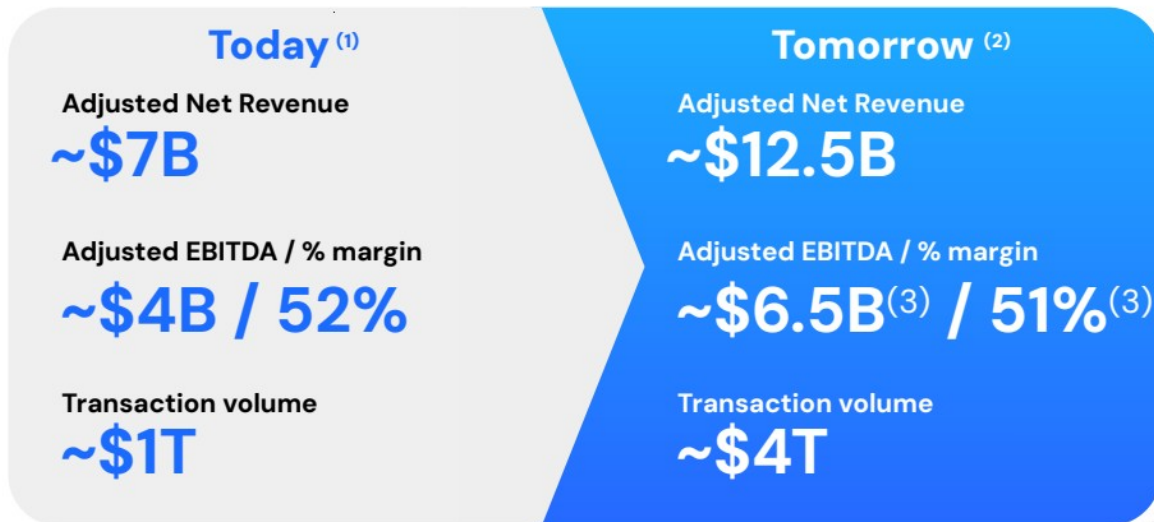 Today (1)
Adjusted Net Revenue
~$7B
Adjusted EBITDA / % margin
~$4B / 52%
Transaction volume
~$1T
Tomorrow (2)
Adjusted Net Revenue
~$12.5B
Adjusted EBITDA / % margin
~$6.5B(3) / 51%(3)
Transaction volume
~$4T